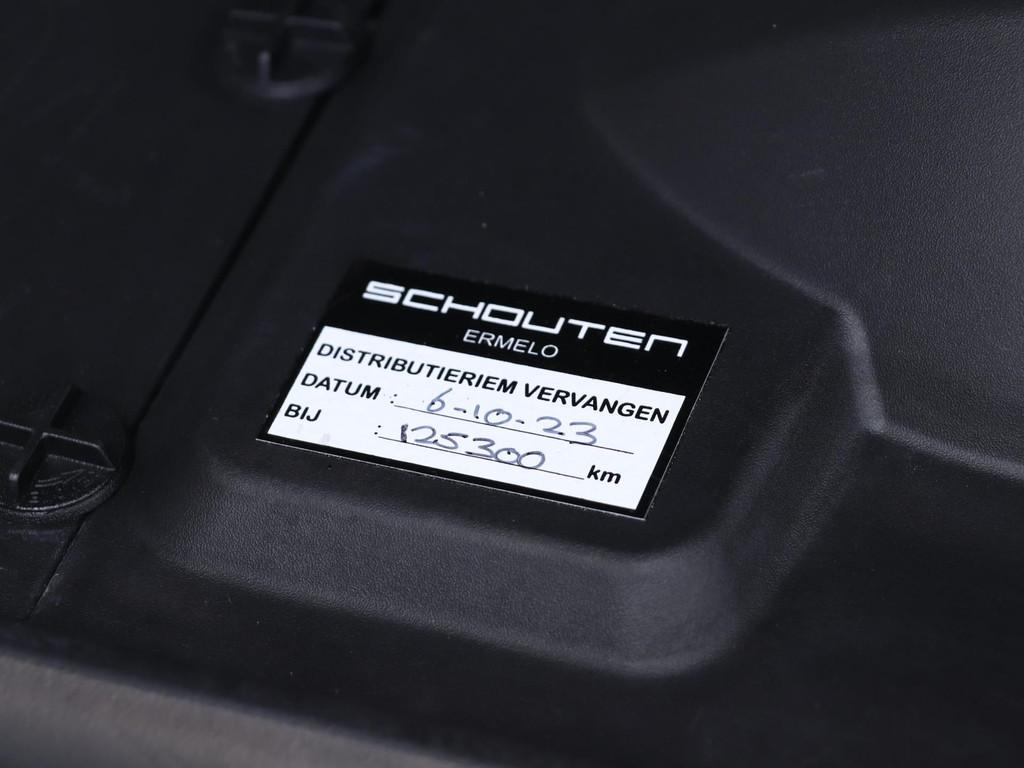 SCHOUTEN
ERMELO
DISTRIBUTIERIEM VERVANGEN
DATUM : 6-10-23
BIJ : 125300 km